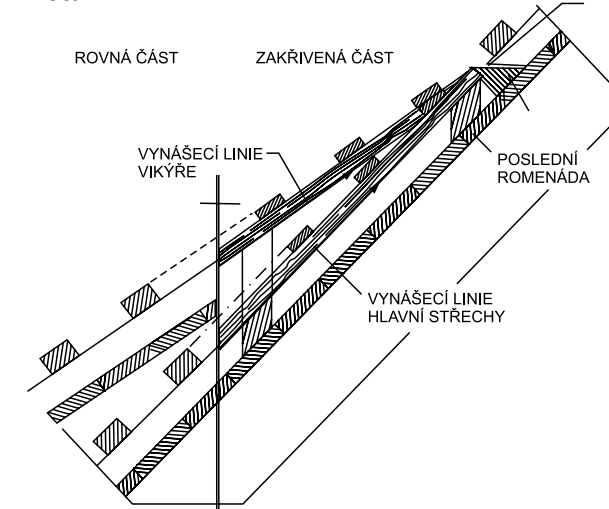 ROVNÁ ČÁST
ZAKŘIVENÁ ČÁST
VYNÁŠECÍ LINIE
VIKÝŘE
POSLEDNÍ
ROMENÁDA
VYNÁŠECÍ LINIE
HLAVNÍ STŘECHY